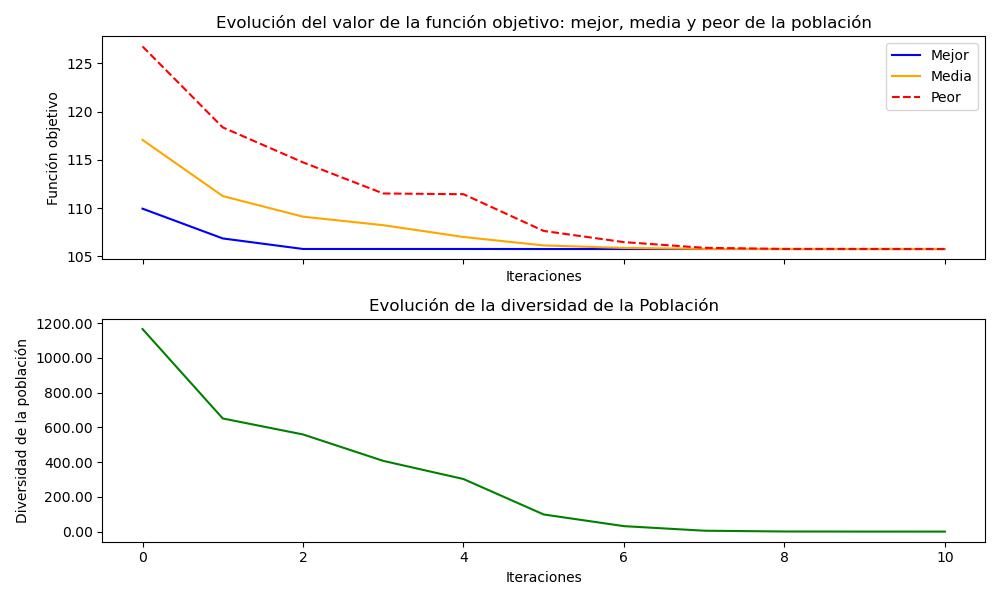 Evolución del valor de la función objetivo: mejor, media y peor de la población
Función objetivo
125
120
115
110
105
Mejor
Media
Peor
Iteraciones
Evolución de la diversidad de la Población
Diversidad de la población
1200.00
1000.00
800.00
600.00
400.00
200.00
0.00
0 2 4 6 8 10
Iteraciones